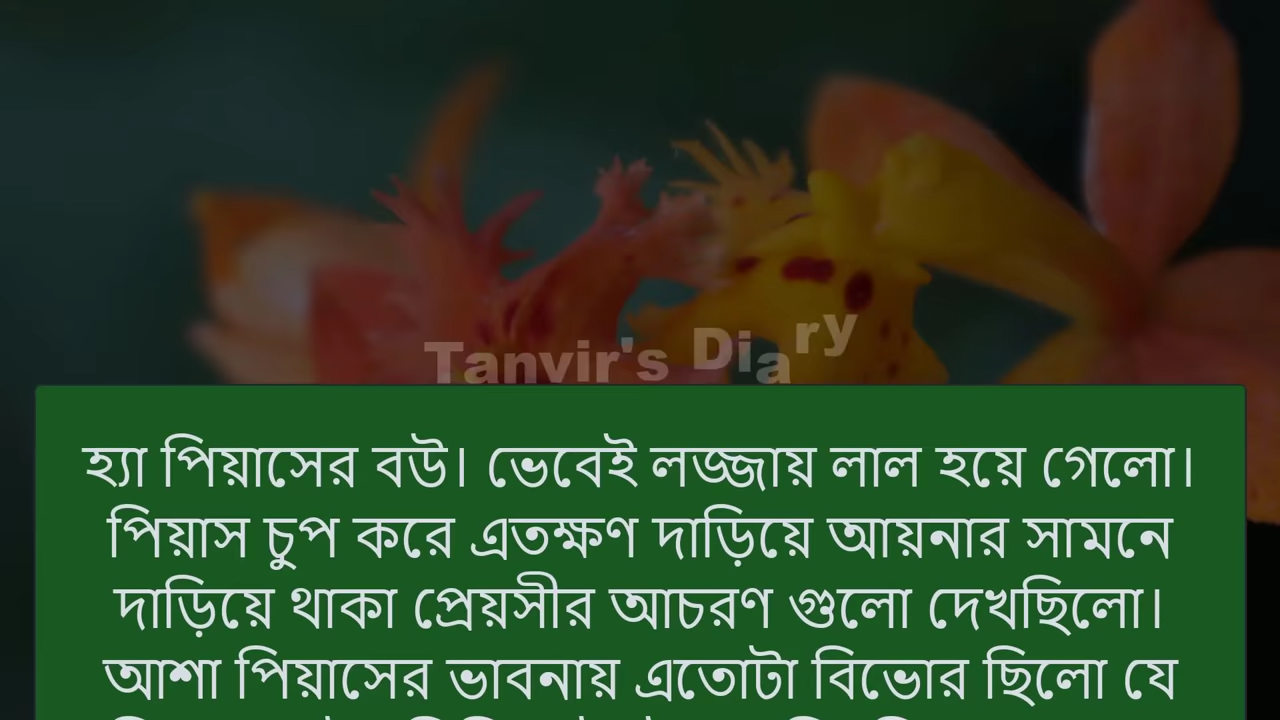 Tanvir's Diary
হ্যা পিয়াসের বউ। ভেবেই লজ্জায় লাল হয়ে গেলো।
পিয়াস চুপ করে এতক্ষণ দাড়িয়ে আয়নার সামনে
দাড়িয়ে থাকা প্রেয়সীর আচরণ গুলো দেখছিলো।
আশা পিয়াসের ভাবনায় এতোটা বিভোর ছিলো যে